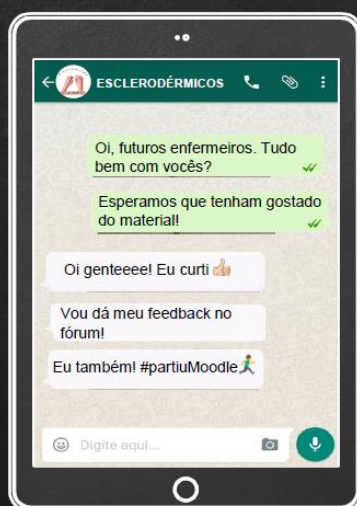 ESCLERODÉRMICOS
Oi, futuros enfermeiros. Tudo
bem com vocês?
Esperamos que tenham gostado
do material!
Oi genteeee! Eu curti 👍🏼
Vou dá meu feedback no
fórum!
Eu também! #partiuMoodle🏃
Digite aqui...